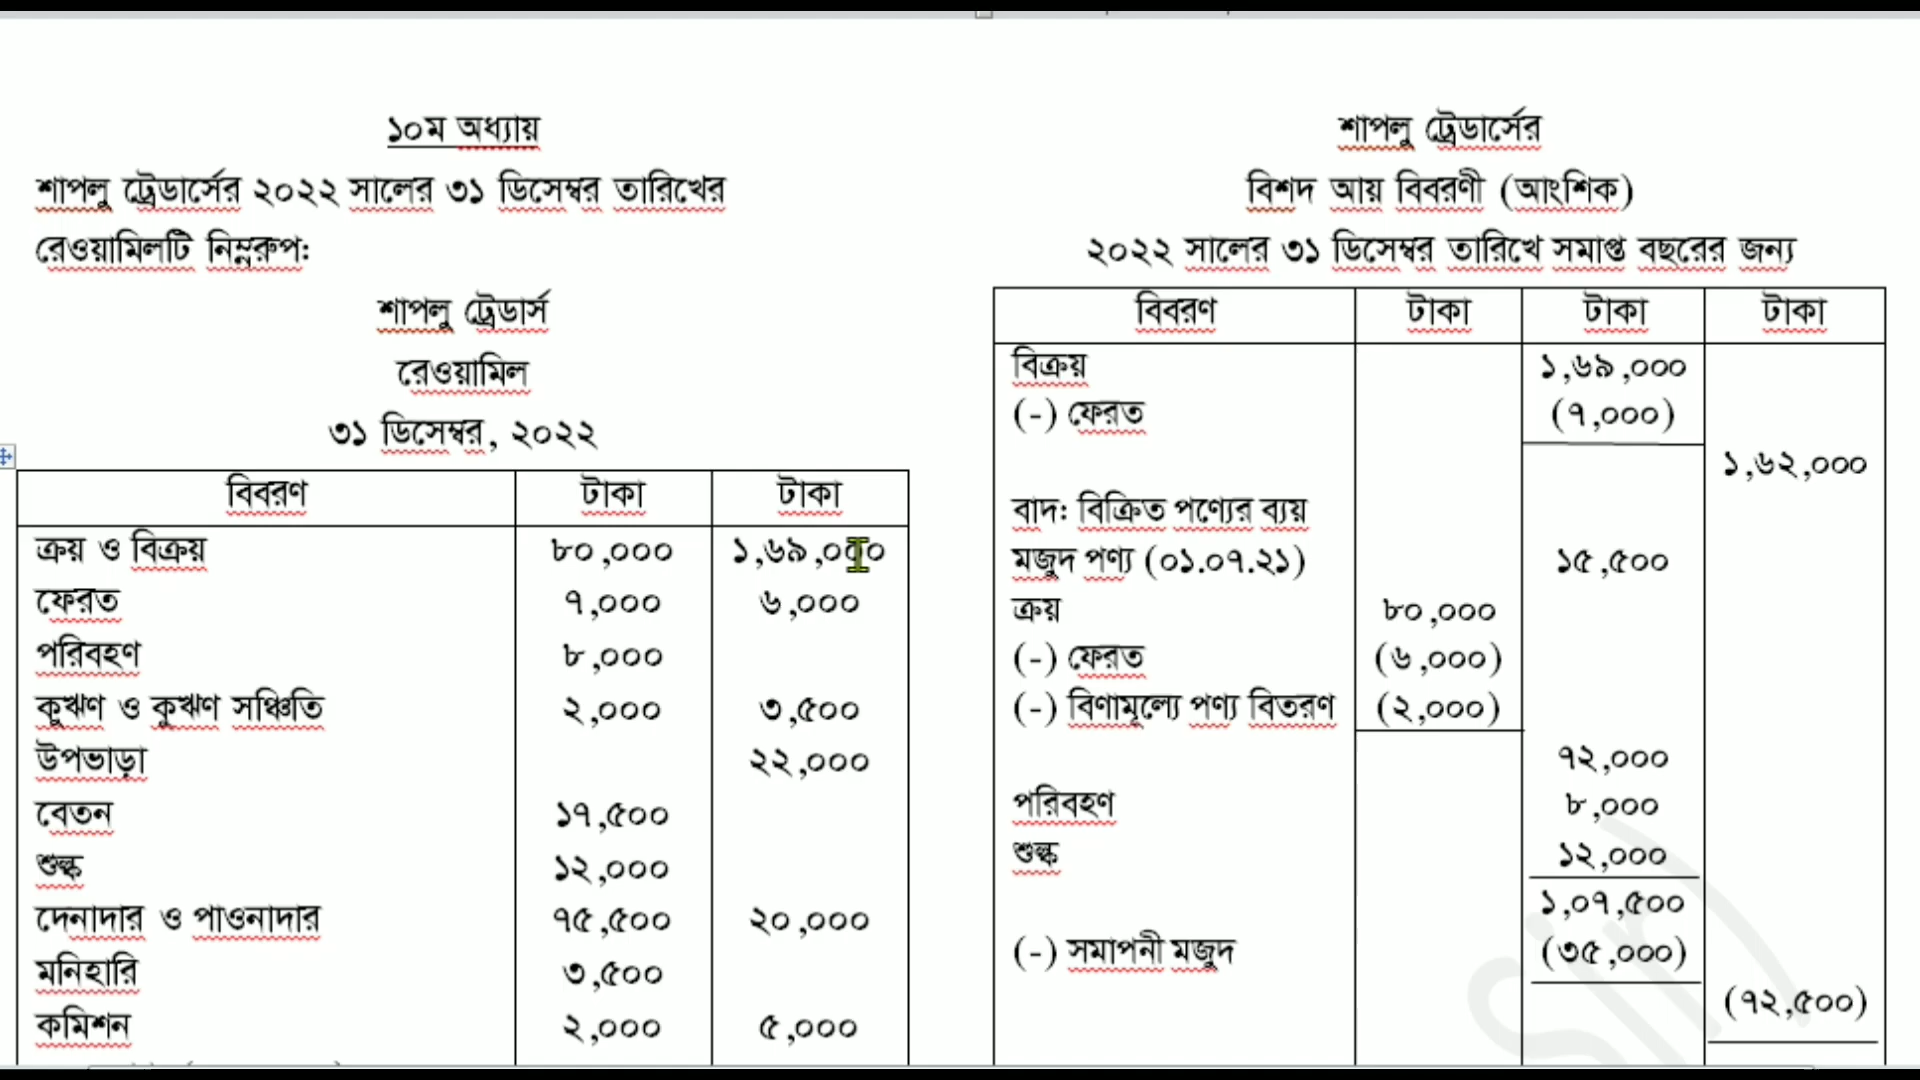 ১০ম অধ্যায়
শাপলু ট্রেডার্সের ২০২২ সালের ৩১ ডিসেম্বর তারিখের
রেওয়ামিলটি নিম্নরুপ:
শাপলু ট্রেডার্স
রেওয়ামিল
৩১ ডিসেম্বর, ২০২২
বিবরণ টাকা টাকা
ক্রয় ও বিক্রয় ৮০,০০০ ১,৬৯,০০০
ফেরত ৭,০০০ ৬,০০০
পরিবহণ ৮,০০০
কুঋণ ও কুঋণ সঞ্চিতি ২,০০০ ৩,৫০০
উপভাড়া ২২,০০০
বেতন ১৭,৫০০
শুল্ক ১২,০০০
দেনাদার ও পাওনাদার ৭৫,৫০০ ২০,০০০
মনিহারি ৩,৫০০
কমিশন ২,০০০ ৫,০০০
শাপলু ট্রেডার্সের
বিশদ আয় বিবরণী (আংশিক)
২০২২ সালের ৩১ ডিসেম্বর তারিখে সমাপ্ত বছরের জন্য
বিবরণ টাকা টাকা টাকা
বিক্রয় ১,৬৯,০০০
(-) ফেরত (৭,০০০)
১,৬২,০০০
বাদ: বিক্রিত পণ্যের ব্যয়
মজুদ পণ্য (০১.০৭.২১) ১৫,৫০০
ক্রয় ৮০,০০০
(-) ফেরত (৬,০০০)
(-) বিণামূল্যে পণ্য বিতরণ (২,০০০)
৭২,০০০
পরিবহণ ৮,০০০
শুল্ক ১২,০০০
১,০৭,৫০০
(-) সমাপনী মজুদ (৩৫,০০০)
(৭২,৫০০)
Sir